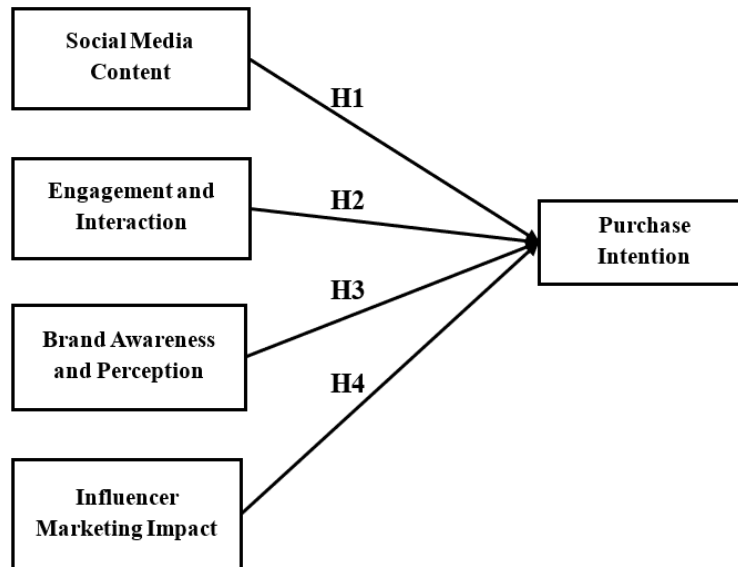 Social Media
Content
H1
Engagement and
Interaction
H2
Purchase
Intention
H3
Brand Awareness
and Perception
H4
Influencer
Marketing Impact